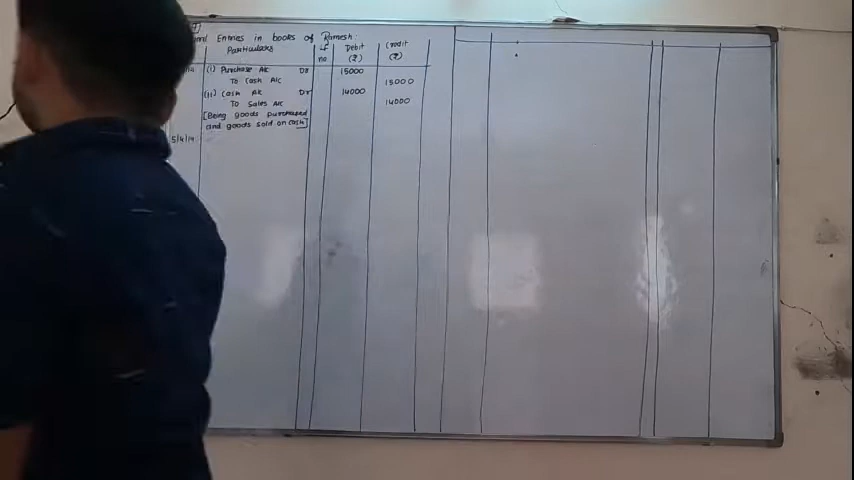 Entries in books of Ramesh:
Particulars
LF no
Debit (₹)
Credit (₹)
(i) Purchase A/c Dr 15000
To Cash A/c 15000
(ii) Cash A/c Dr 14000
To Sales A/c 14000
[Being goods purchased
and goods sold on cash]
5/4/19